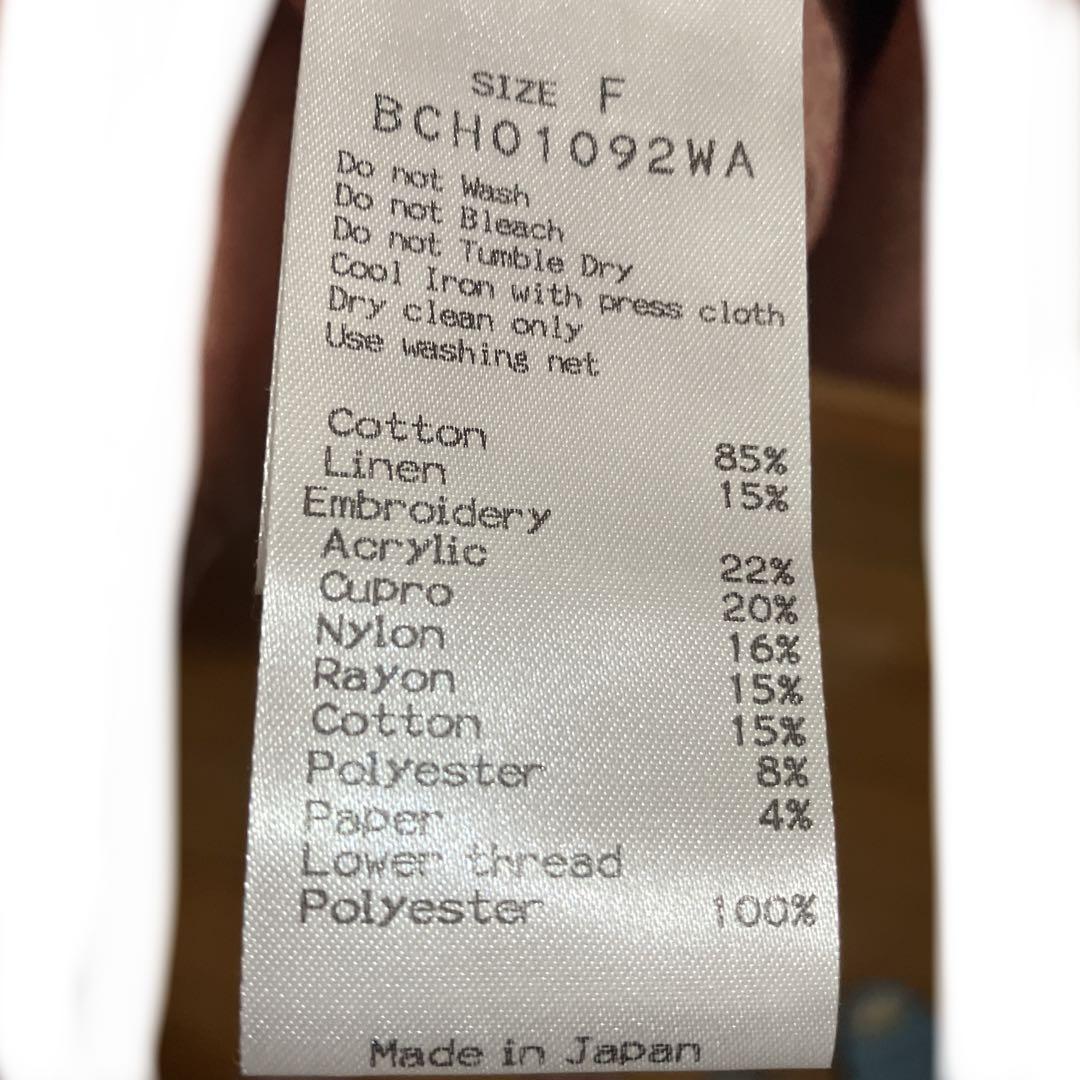 SIZE F
BCH01092WA
Do not Wash
Do not Bleach
Do not Tumble Dry
Cool Iron with press cloth
Dry clean only
Use washing net
Cotton 85%
Linen 15%
Embroidery
Acrylic 22%
Cupro 20%
Nylon 16%
Rayon 15%
Cotton 15%
Polyester 8%
Paper 4%
Lower thread
Polyester 100%
Made in Japan